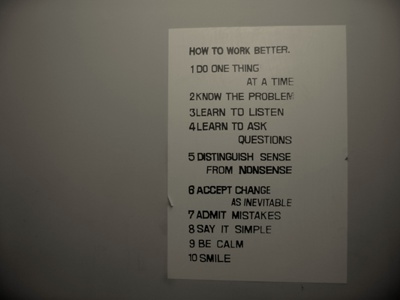 HOW TO WORK BETTER.
1 DO ONE THING
AT A TIME
2 KNOW THE PROBLEM
3 LEARN TO LISTEN
4 LEARN TO ASK
QUESTIONS
5 DISTINGUISH SENSE
FROM NONSENSE
6 ACCEPT CHANGE
AS INEVITABLE
7 ADMIT MISTAKES
8 SAY IT SIMPLE
9 BE CALM
10 SMILE